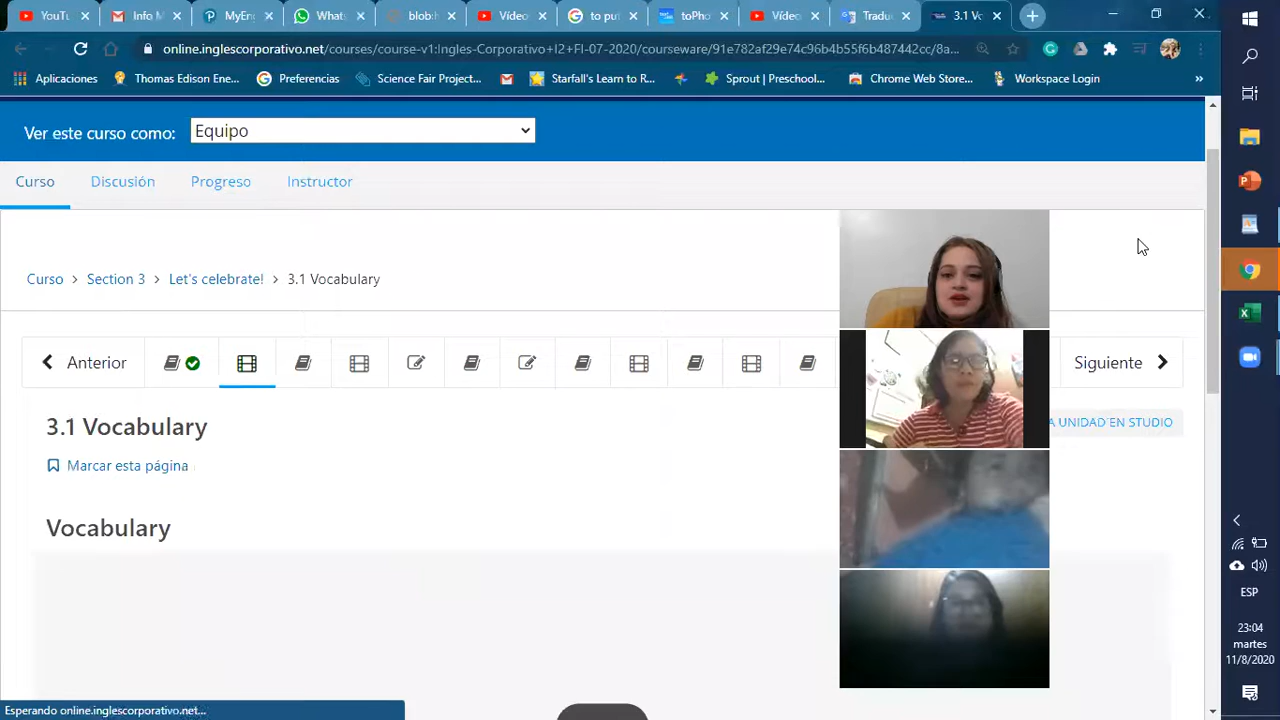 YouTu
Info M
MyEn
Whats
blob:h
Vídeo
to put
toPho
Vídeo
Tradu
3.1 Vo
online.inglescorporativo.net/courses/course-v1:Ingles-Corporativo+I2+FI-07-2020/courseware/91e782af29e74c96b4b55f6b487442cc/8a...
Aplicaciones
Thomas Edison Ene...
Preferencias
Science Fair Project...
Starfall's Learn to R...
Sprout | Preschool...
Chrome Web Store...
Workspace Login
»
Ver este curso como: Equipo
Curso Discusión Progreso Instructor
Curso > Section 3 > Let's celebrate! > 3.1 Vocabulary
Anterior
Siguiente
3.1 Vocabulary
A UNIDAD EN STUDIO
Marcar esta página
Vocabulary
Esperando online.inglescorporativo.net...
ESP
23:04
martes
11/8/2020